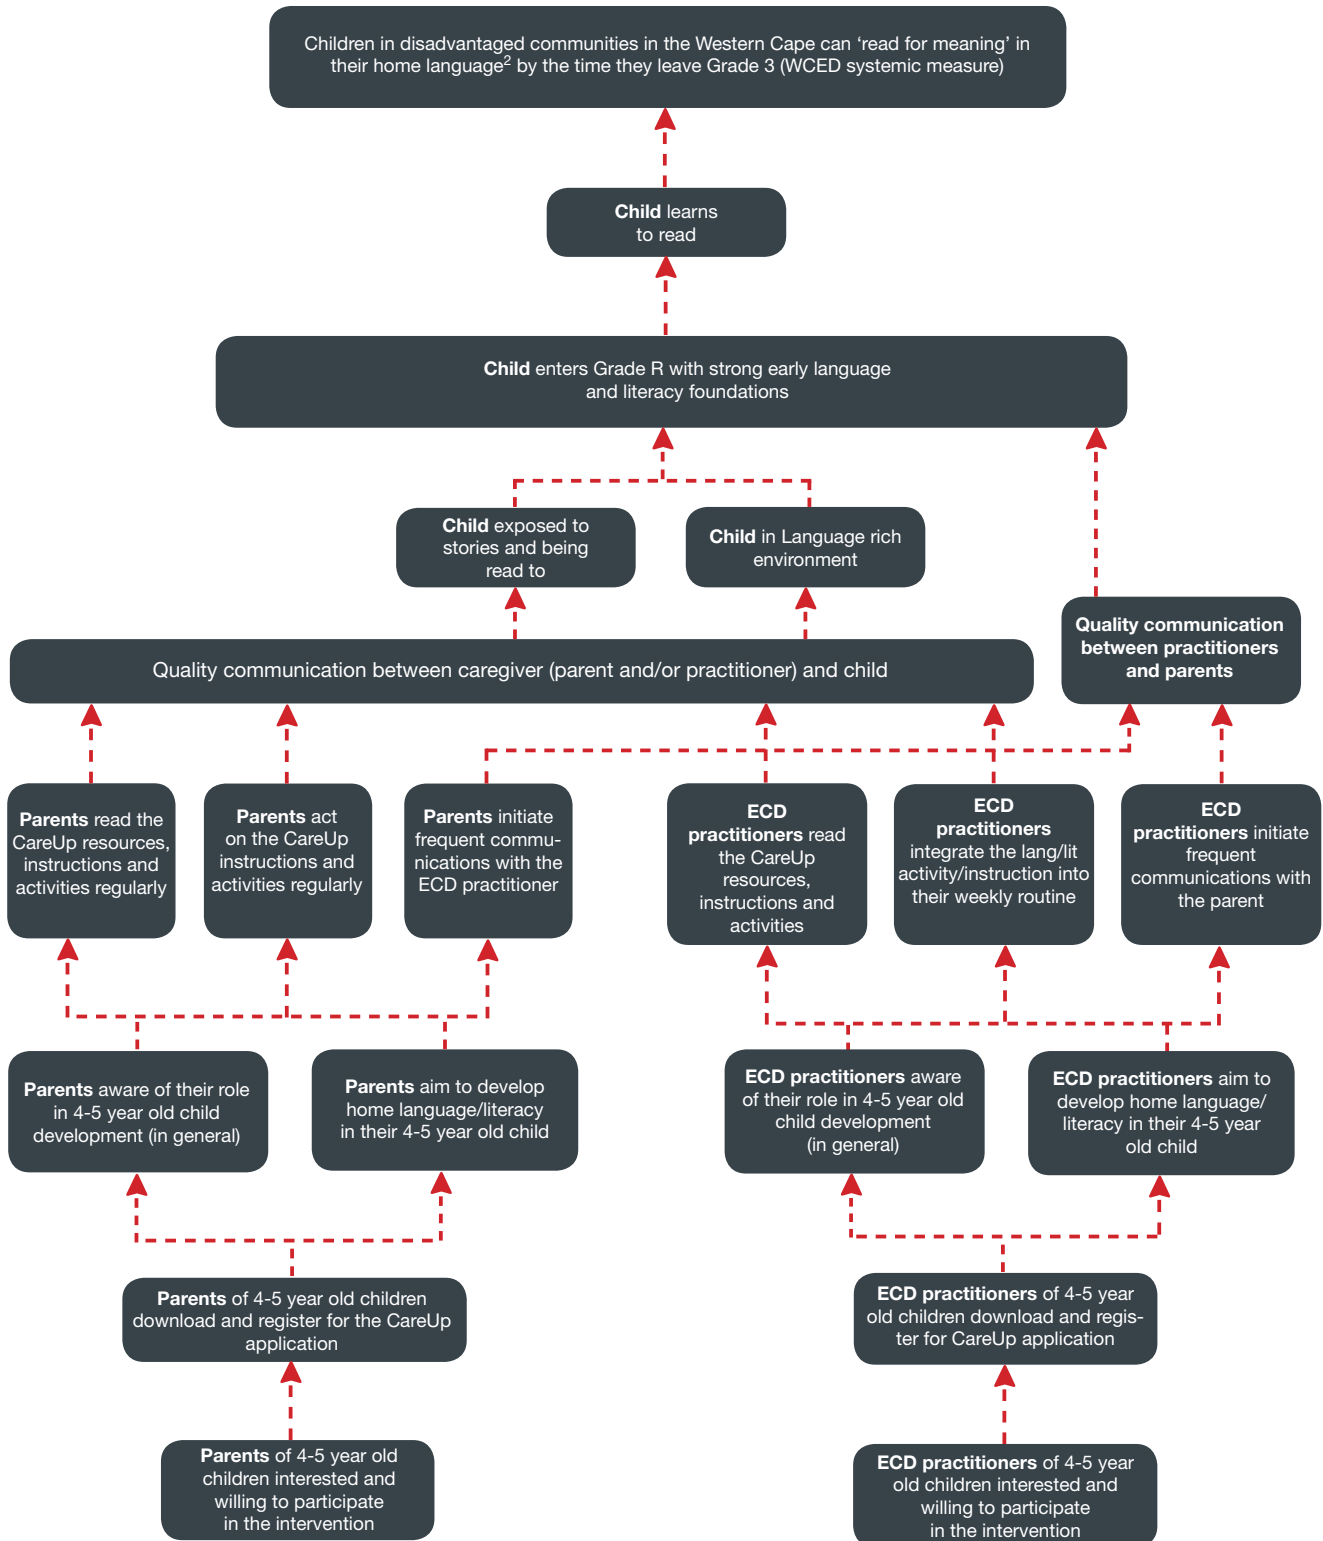 Children in disadvantaged communities in the Western Cape can ‘read for meaning’ in
their home language² by the time they leave Grade 3 (WCED systemic measure)
Child learns
to read
Child enters Grade R with strong early language
and literacy foundations
Child exposed to
stories and being
read to
Child in Language rich
environment
Quality communication
between practitioners
and parents
Quality communication between caregiver (parent and/or practitioner) and child
Parents read the
CareUp resources,
instructions and
activities regularly
Parents act
on the CareUp
instructions and
activities regularly
Parents initiate
frequent commu-
nications with the
ECD practitioner
ECD
practitioners read
the CareUp
resources,
instructions and
activities
ECD
practitioners
integrate the lang/lit
activity/instruction into
their weekly routine
ECD
practitioners initiate
frequent
communications with
the parent
Parents aware of their role
in 4-5 year old child
development (in general)
Parents aim to develop
home language/literacy
in their 4-5 year old child
ECD practitioners aware
of their role in 4-5 year old
child development
(in general)
ECD practitioners aim to
develop home language/
literacy in their 4-5 year
old child
Parents of 4-5 year old children
download and register for the CareUp
application
ECD practitioners of 4-5 year
old children download and regis-
ter for CareUp application
Parents of 4-5 year old
children interested and
willing to participate
in the intervention
ECD practitioners of 4-5 year
old children interested and
willing to participate
in the intervention